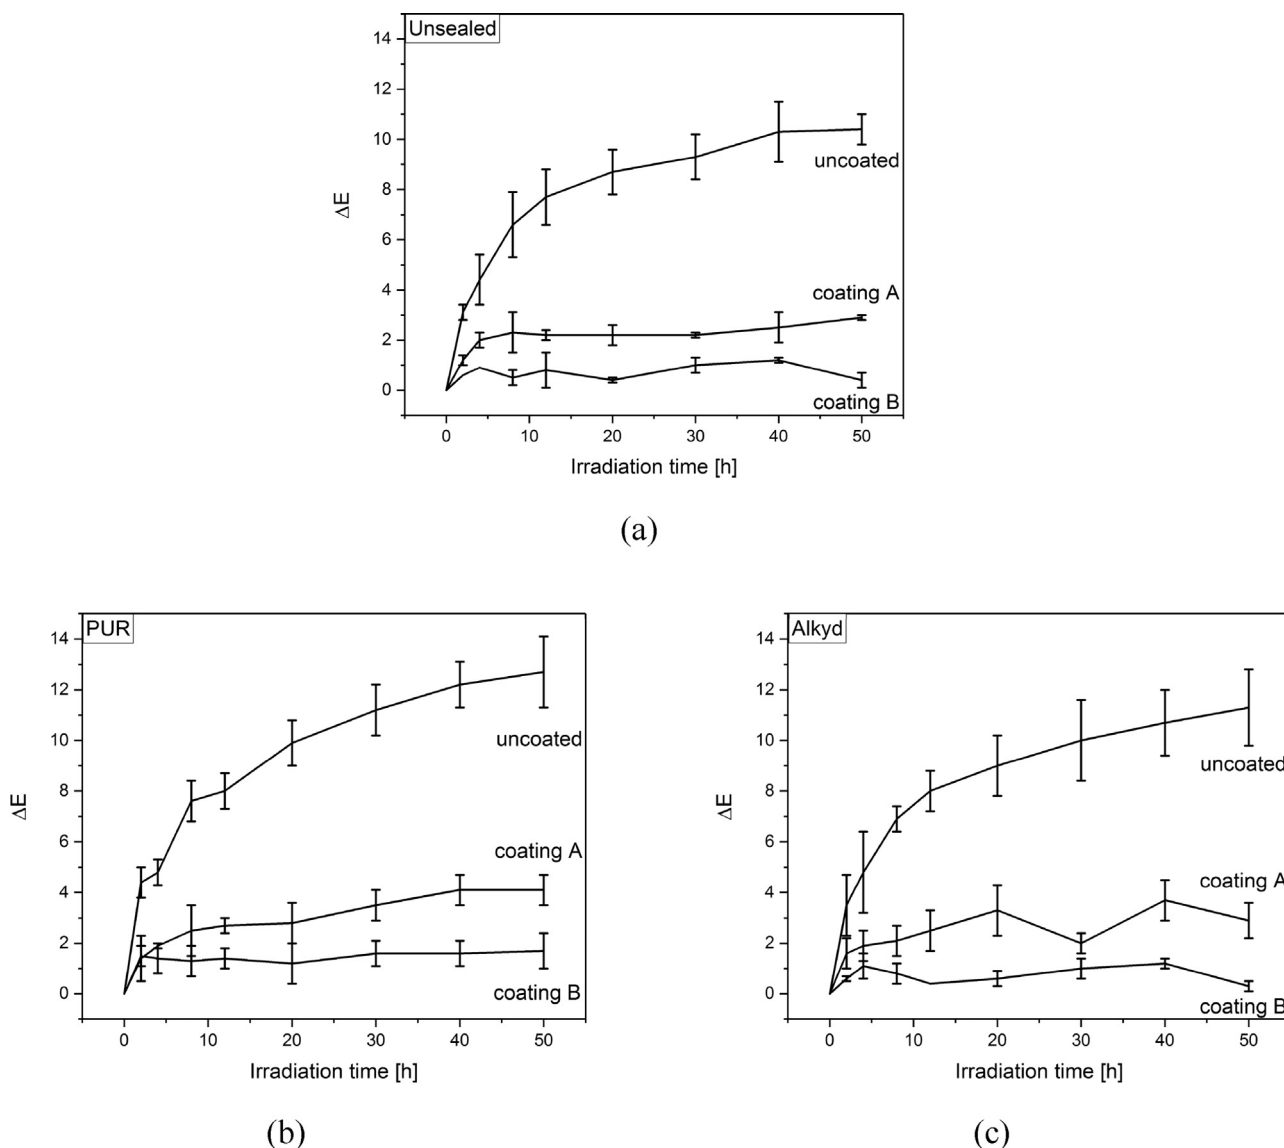 Unsealed
14
12
10
8
6
4
2
0
ΔE
uncoated
coating A
coating B
0 10 20 30 40 50
Irradiation time [h]
(a)
PUR
14
12
10
8
6
4
2
0
ΔE
uncoated
coating A
coating B
0 10 20 30 40 50
Irradiation time [h]
(b)
Alkyd
14
12
10
8
6
4
2
0
ΔE
uncoated
coating A
coating B
0 10 20 30 40 50
Irradiation time [h]
(c)